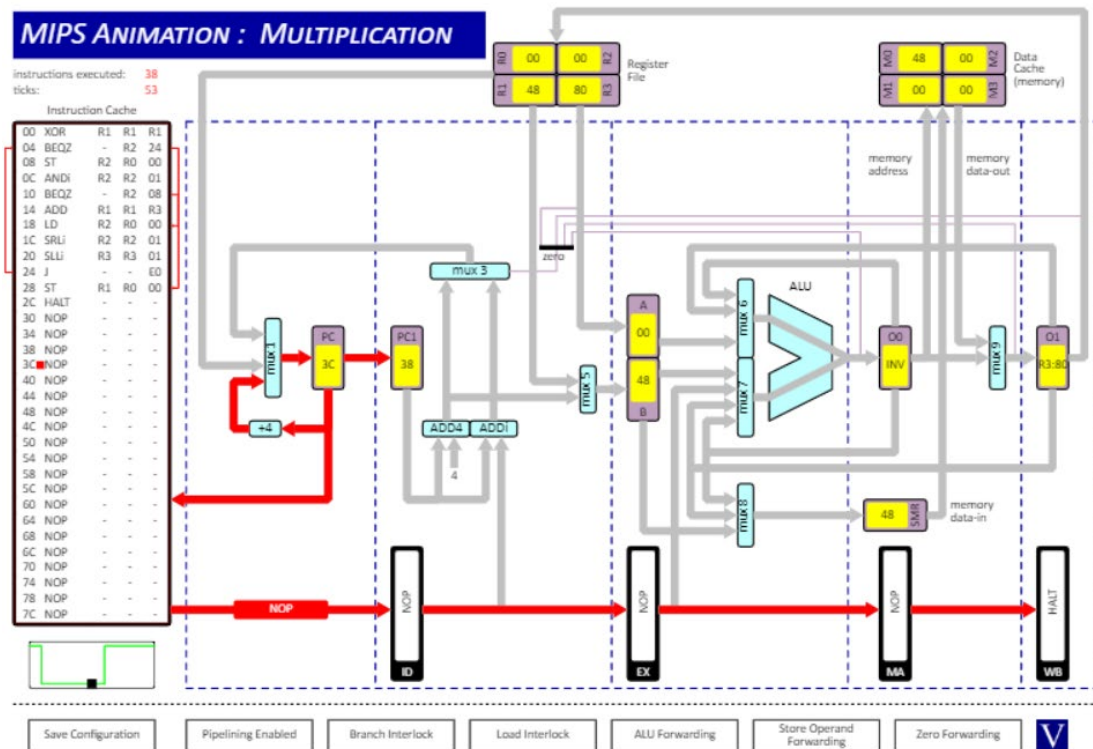 MIPS ANIMATION : MULTIPLICATION
instructions executed: 38
ticks: 53
Instruction Cache
00 XOR R1 R1 R1
04 BEQZ - R2 24
08 ST R2 R0 00
0C ANDi R2 R2 01
10 BEQZ - R2 08
14 ADD R1 R1 R3
18 LD R2 R0 00
1C SRLi R2 R2 01
20 SLLi R3 R3 01
24 J - - E0
28 ST R1 R0 00
2C HALT - - -
30 NOP - - -
34 NOP - - -
38 NOP - - -
3C NOP - - -
40 NOP - - -
44 NOP - - -
48 NOP - - -
4C NOP - - -
50 NOP - - -
54 NOP - - -
58 NOP - - -
5C NOP - - -
60 NOP - - -
64 NOP - - -
68 NOP - - -
6C NOP - - -
70 NOP - - -
74 NOP - - -
78 NOP - - -
7C NOP - - -
R0 00 00 R2
R1 48 80 R3
Register
File
M0 48 00 M2
M1 00 00 M3
Data
Cache
(memory)
memory
address
memory
data-out
zero
mux 3
ALU
mux 1
PC
3C
PC1
38
+4
ADD4 ADDi
4
mux 5
A
00
48
B
mux 6
mux 7
mux 8
O0
INV
mux 9
O1
R3:80
48 SMR
memory
data-in
NOP
NOP
ID
NOP
EX
NOP
MA
HALT
WB
Save Configuration
Pipelining Enabled
Branch Interlock
Load Interlock
ALU Forwarding
Store Operand
Forwarding
Zero Forwarding
V